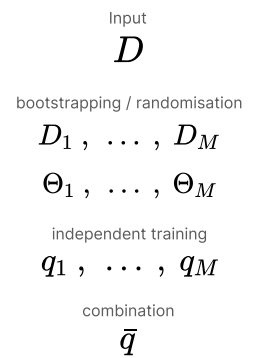 Input
D
bootstrapping / randomisation
D₁ , … , D_M
Θ₁ , … , Θ_M
independent training
q₁ , … , q_M
combination
q̄